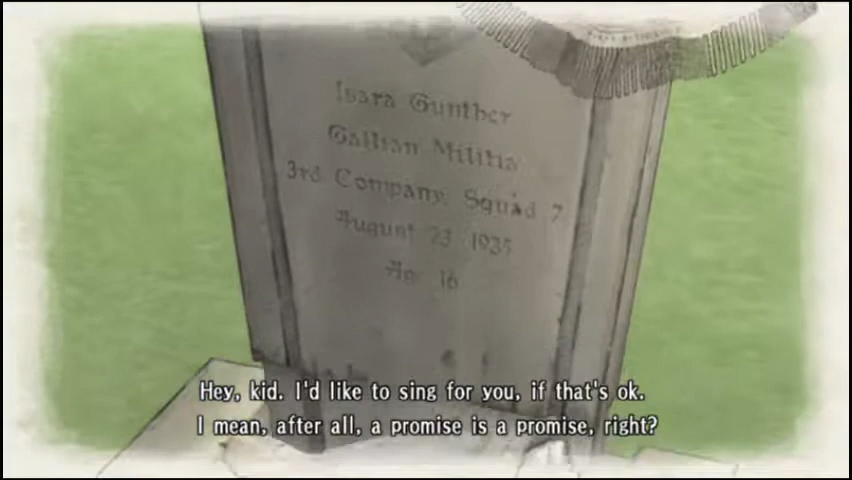 Isara Gunther
Gallian Militia
3rd Company, Squad 7
August 23 1935
Age 16
Hey, kid. I'd like to sing for you, if that's ok.
I mean, after all, a promise is a promise, right?